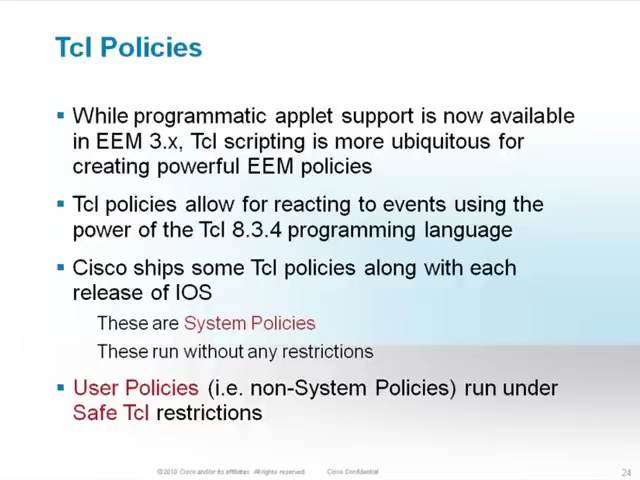 Tcl Policies
▪ While programmatic applet support is now available
in EEM 3.x, Tcl scripting is more ubiquitous for
creating powerful EEM policies
▪ Tcl policies allow for reacting to events using the
power of the Tcl 8.3.4 programming language
▪ Cisco ships some Tcl policies along with each
release of IOS
These are System Policies
These run without any restrictions
▪ User Policies (i.e. non-System Policies) run under
Safe Tcl restrictions
© 2010 Cisco and/or its affiliates. All rights reserved. Cisco Confidential
24